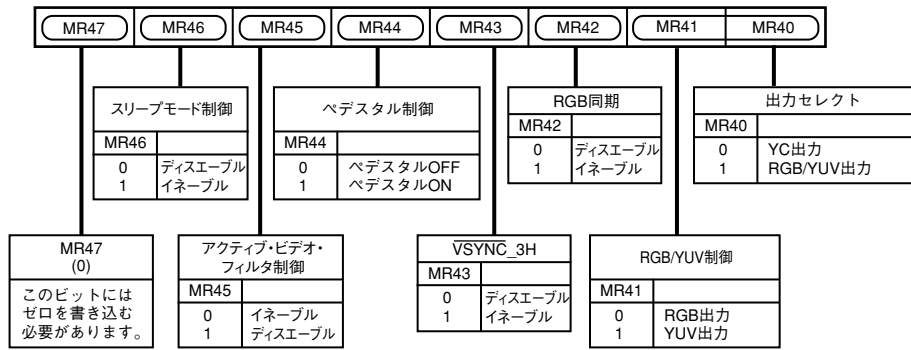 MR47 MR46 MR45 MR44 MR43 MR42 MR41 MR40
スリープモード制御
MR46
0 ディスエーブル
1 イネーブル
ペデスタル制御
MR44
0 ペデスタルOFF
1 ペデスタルON
RGB同期
MR42
0 ディスエーブル
1 イネーブル
出力セレクト
MR40
0 YC出力
1 RGB/YUV出力
MR47
(0)
このビットには
ゼロを書き込む
必要があります。
アクティブ・ビデオ・
フィルタ制御
MR45
0 イネーブル
1 ディスエーブル
VSYNC_3H
MR43
0 ディスエーブル
1 イネーブル
RGB/YUV制御
MR41
0 RGB出力
1 YUV出力